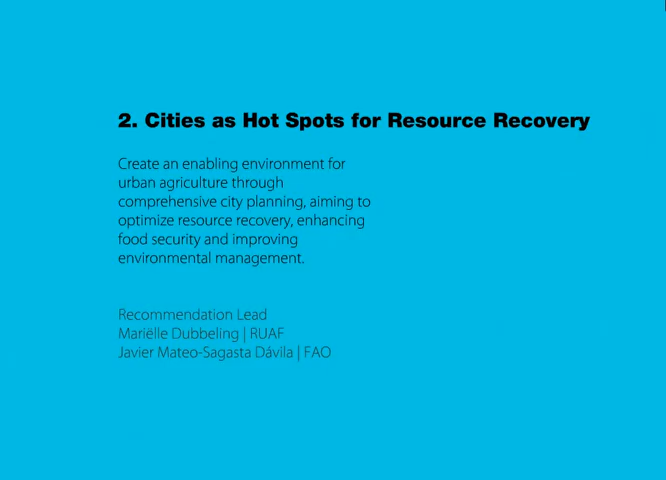 2. Cities as Hot Spots for Resource Recovery
Create an enabling environment for
urban agriculture through
comprehensive city planning, aiming to
optimize resource recovery, enhancing
food security and improving
environmental management.
Recommendation Lead
Mariëlle Dubbeling | RUAF
Javier Mateo-Sagasta Dávila | FAO